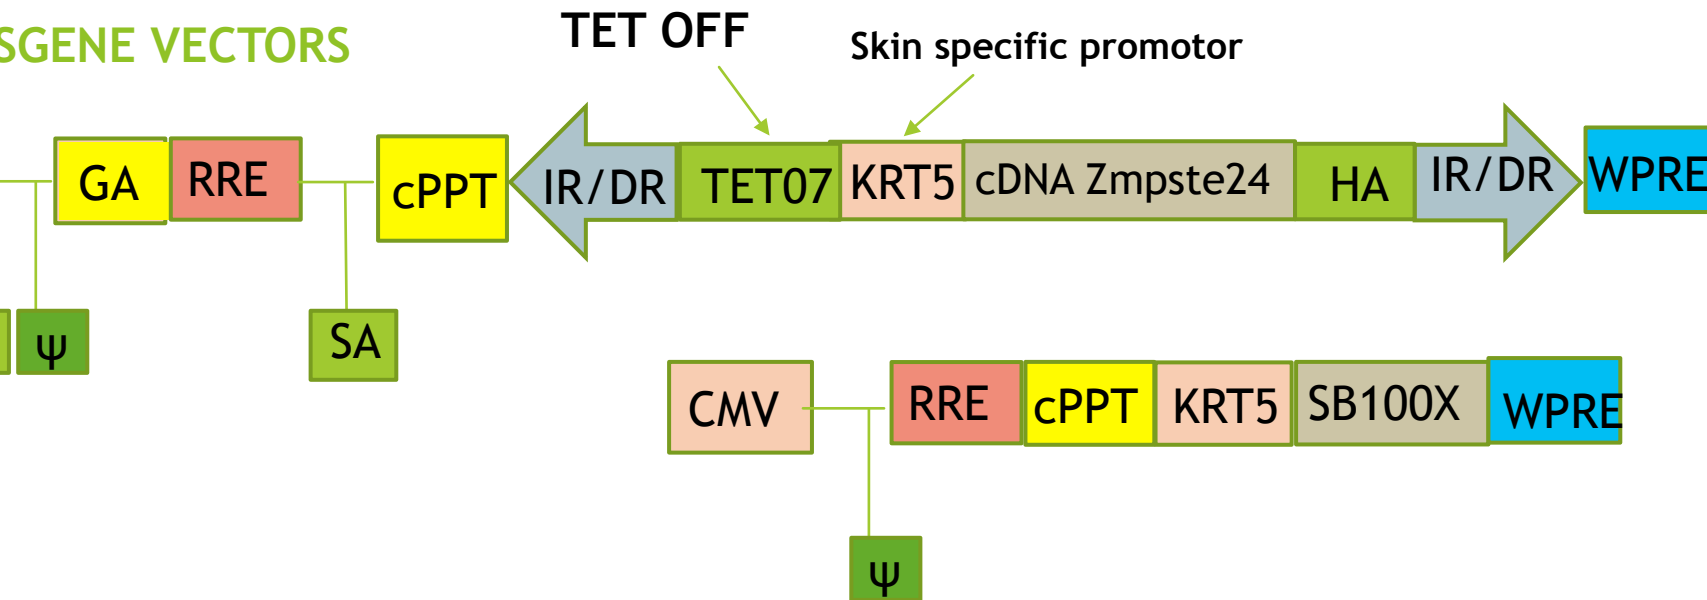 SGENE VECTORS
TET OFF
Skin specific promotor
GA
RRE
cPPT
IR/DR
TET07
KRT5
cDNA Zmpste24
HA
IR/DR
WPRE
ψ
SA
CMV
RRE
cPPT
KRT5
SB100X
WPRE
ψ